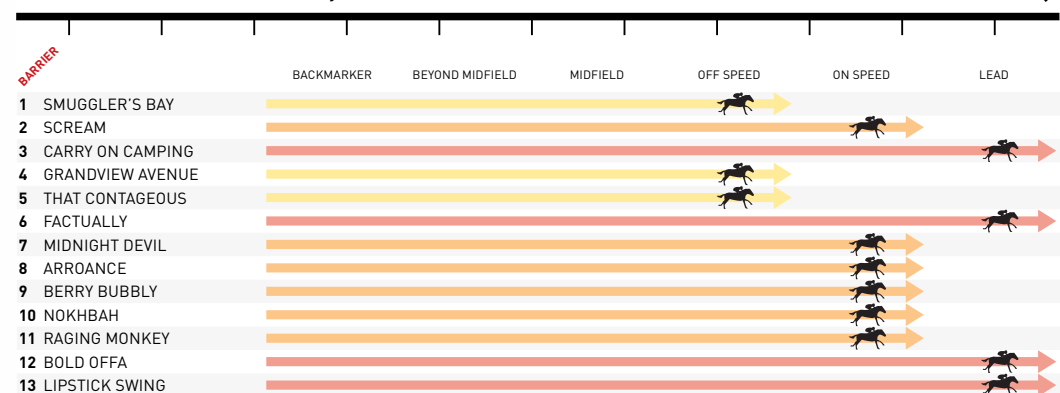 BARRIER
BACKMARKER BEYOND MIDFIELD MIDFIELD OFF SPEED ON SPEED LEAD
1 SMUGGLER'S BAY
2 SCREAM
3 CARRY ON CAMPING
4 GRANDVIEW AVENUE
5 THAT CONTAGEOUS
6 FACTUALLY
7 MIDNIGHT DEVIL
8 ARROANCE
9 BERRY BUBBLY
10 NOKHBAH
11 RAGING MONKEY
12 BOLD OFFA
13 LIPSTICK SWING